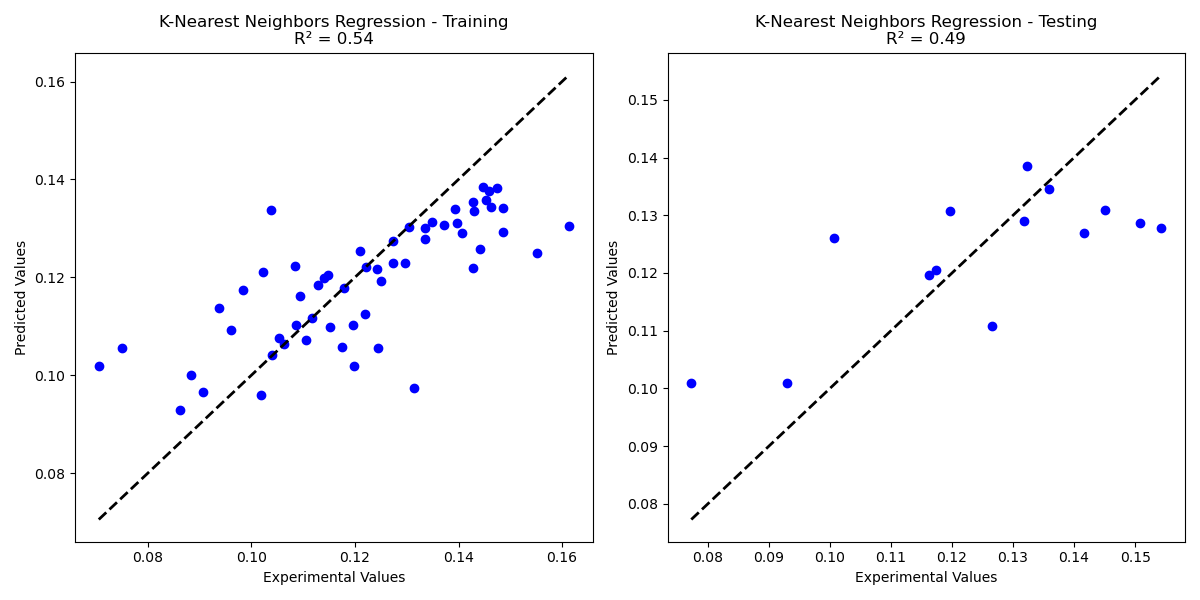 K-Nearest Neighbors Regression - Training
R² = 0.54
0.16
0.14
0.12
0.10
0.08
Predicted Values
0.08 0.10 0.12 0.14 0.16
Experimental Values
K-Nearest Neighbors Regression - Testing
R² = 0.49
0.15
0.14
0.13
0.12
0.11
0.10
0.09
0.08
Predicted Values
0.08 0.09 0.10 0.11 0.12 0.13 0.14 0.15
Experimental Values